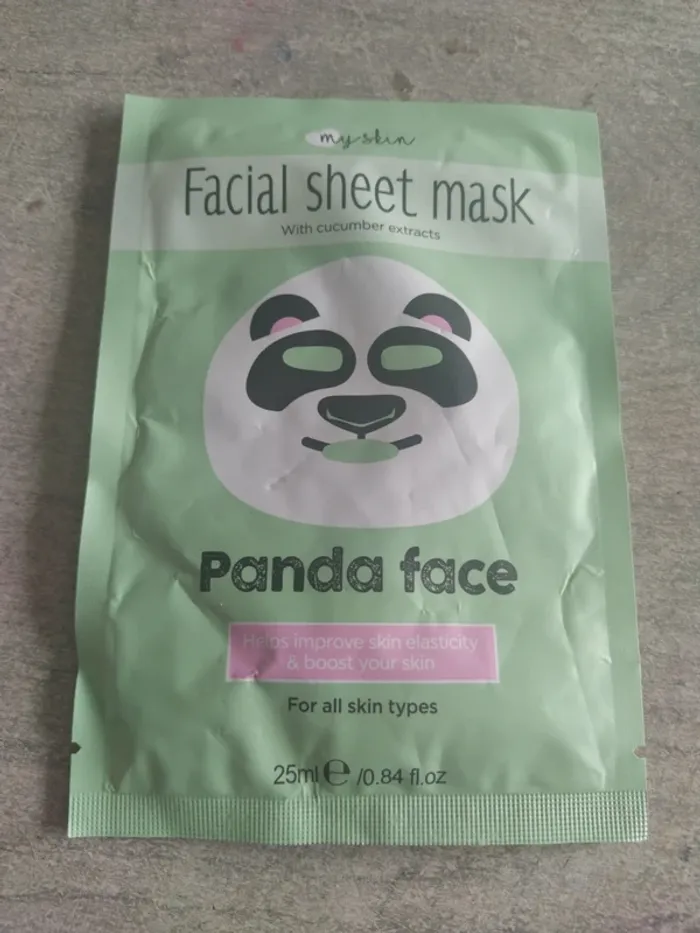 my skin
Facial sheet mask
With cucumber extracts
Panda face
Helps improve skin elasticity
& boost your skin
For all skin types
25ml ℮ /0.84 fl.oz